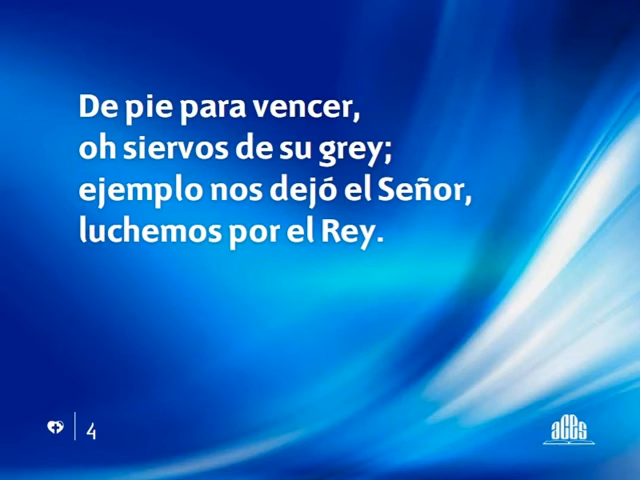 De pie para vencer,
oh siervos de su grey;
ejemplo nos dejó el Señor,
luchemos por el Rey.
4
aces